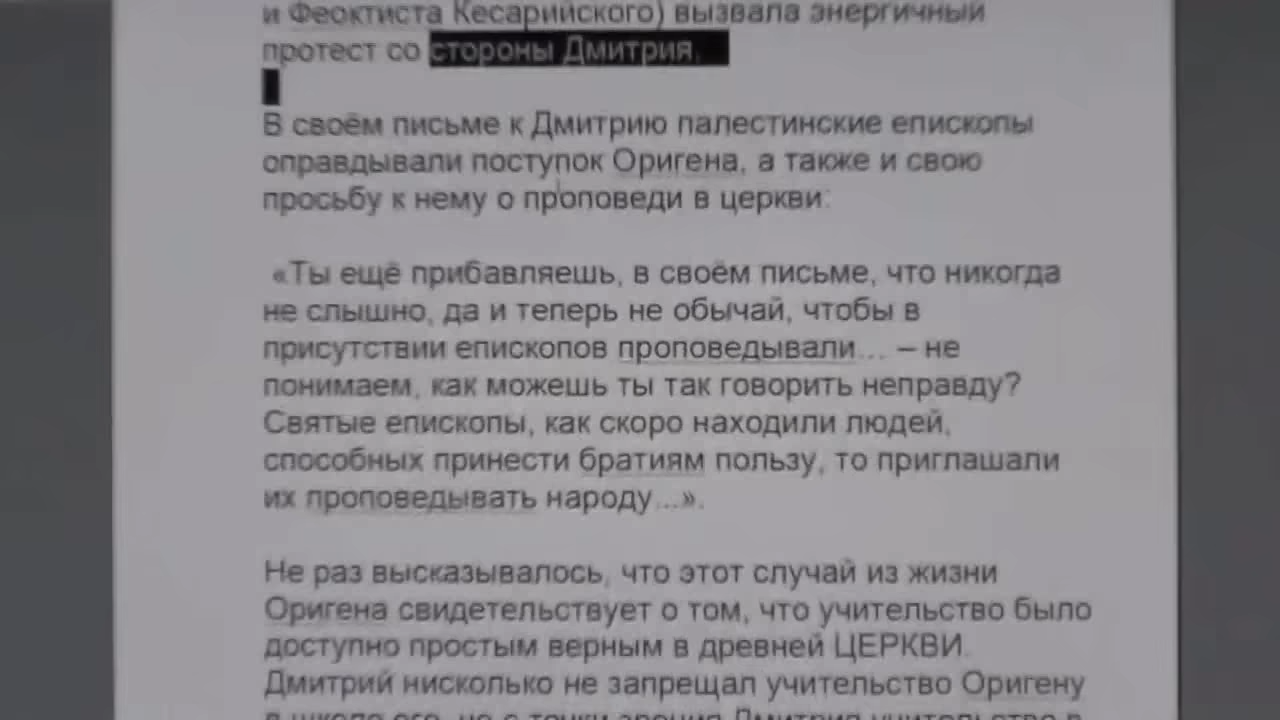 и Феоктиста Кесарийского) вызвала энергичный
протест со стороны Дмитрия.
В своём письме к Дмитрию палестинские епископы
оправдывали поступок Оригена, а также и свою
просьбу к нему о проповеди в церкви:
«Ты ещё прибавляешь, в своём письме, что никогда
не слышно, да и теперь не обычай, чтобы в
присутствии епископов проповедывали... – не
понимаем, как можешь ты так говорить неправду?
Святые епископы, как скоро находили людей,
способных принести братиям пользу, то приглашали
их проповедывать народу...».
Не раз высказывалось, что этот случай из жизни
Оригена свидетельствует о том, что учительство было
доступно простым верным в древней ЦЕРКВИ.
Дмитрий нисколько не запрещал учительство Оригену